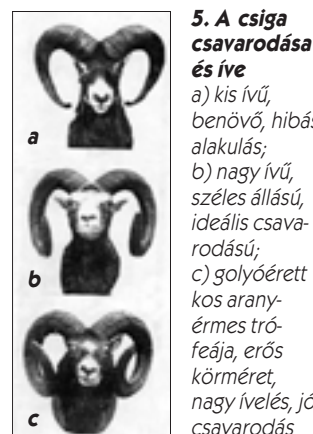 a
b
c
5. A csiga
csavarodása
és íve
a) kis ívű,
benövő, hibás
alakulás;
b) nagy ívű,
széles állású,
ideális csava-
rodású;
c) golyóérett
kos arany-
érmes tró-
feája, erős
körméret,
nagy ívelés, jó
csavarodás